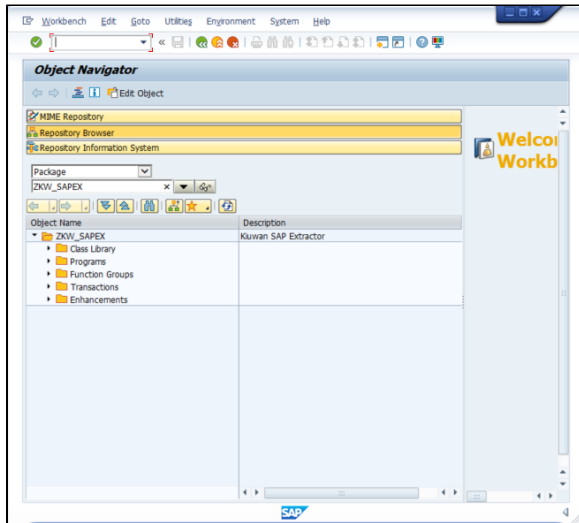 Workbench Edit Goto Utilities Environment System Help
Object Navigator
Edit Object
MIME Repository
Repository Browser
Repository Information System
Welcom
Workb
Package
ZKW_SAPEX
Object Name Description
ZKW_SAPEX Kiuwan SAP Extractor
Class Library
Programs
Function Groups
Transactions
Enhancements
SAP